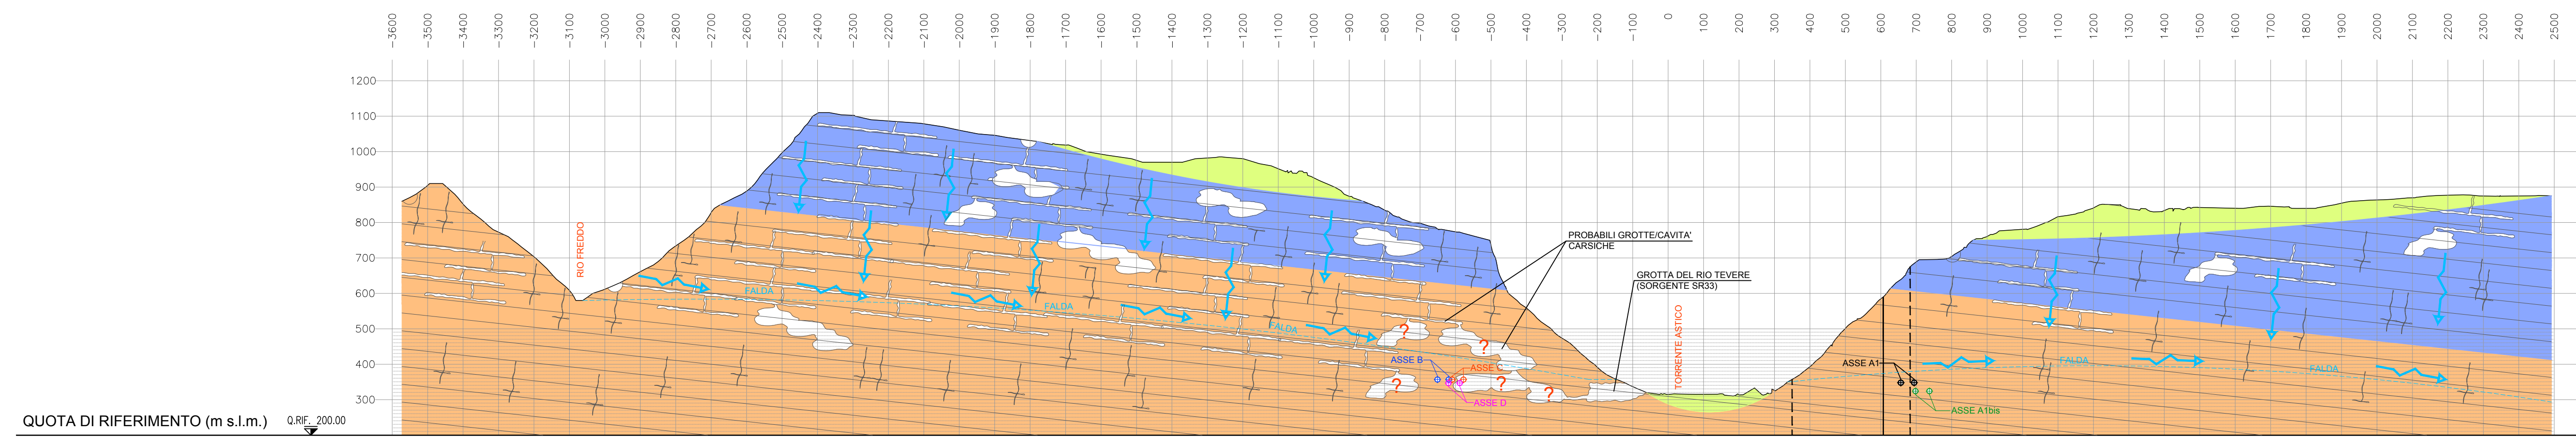 -3600 -3500 -3400 -3300 -3200 -3100 -3000 -2900 -2800 -2700 -2600 -2500 -2400 -2300 -2200 -2100 -2000 -1900 -1800 -1700 -1600 -1500 -1400 -1300 -1200 -1100 -1000 -900 -800 -700 -600 -500 -400 -300 -200 -100 0 100 200 300 400 500 600 700 800 900 1000 1100 1200 1300 1400 1500 1600 1700 1800 1900 2000 2100 2200 2300 2400 2500
1200
1100
1000
900
800
700
600
500
400
300
RIO FREDDO
FALDA
FALDA
FALDA
PROBABILI GROTTE/CAVITA'
CARSICHE
GROTTA DEL RIO TEVERE
(SORGENTE SR33)
?
?
?
?
?
ASSE B
ASSE C
ASSE D
TORRENTE ASTICO
ASSE A1
ASSE A1bis
FALDA
FALDA
QUOTA DI RIFERIMENTO (m s.l.m.)
Q.RIF. 200.00